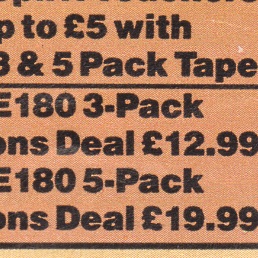 Vouchers
p to £5 with
3 & 5 Pack Tape
E180 3-Pack
ons Deal £12.99
E180 5-Pack
ons Deal £19.99